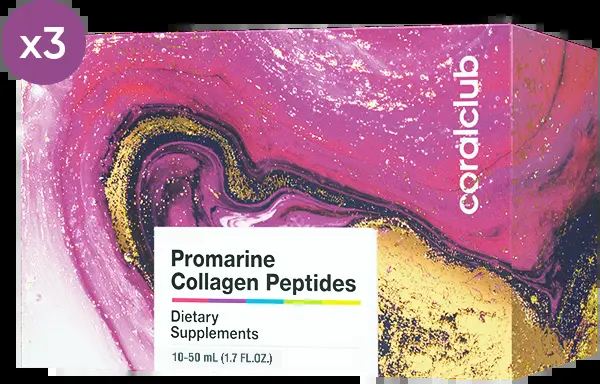 x3
coralclub
Promarine
Collagen Peptides
Dietary
Supplements
10-50 mL (1.7 FL.OZ.)